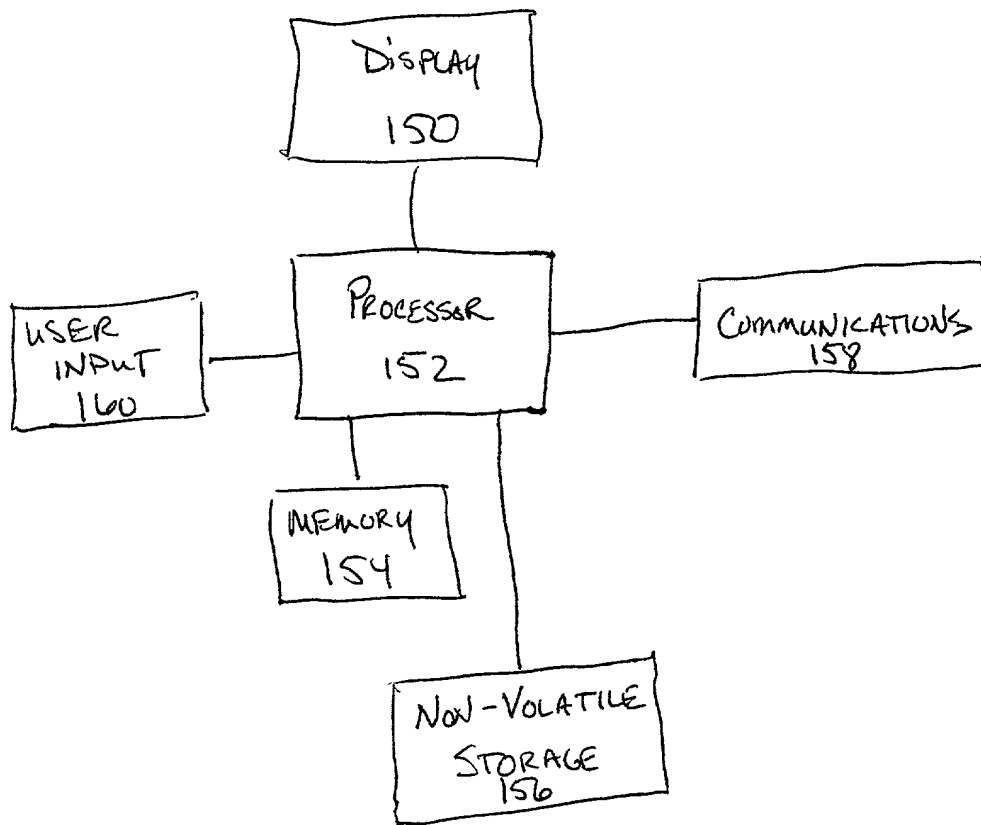 DiSPLAY
150
PROCESSOR
152
USER
INPUT
160
COMMUNICATIONS
158
MEMORY
154
NON-VOLATILE
STORAGE
156